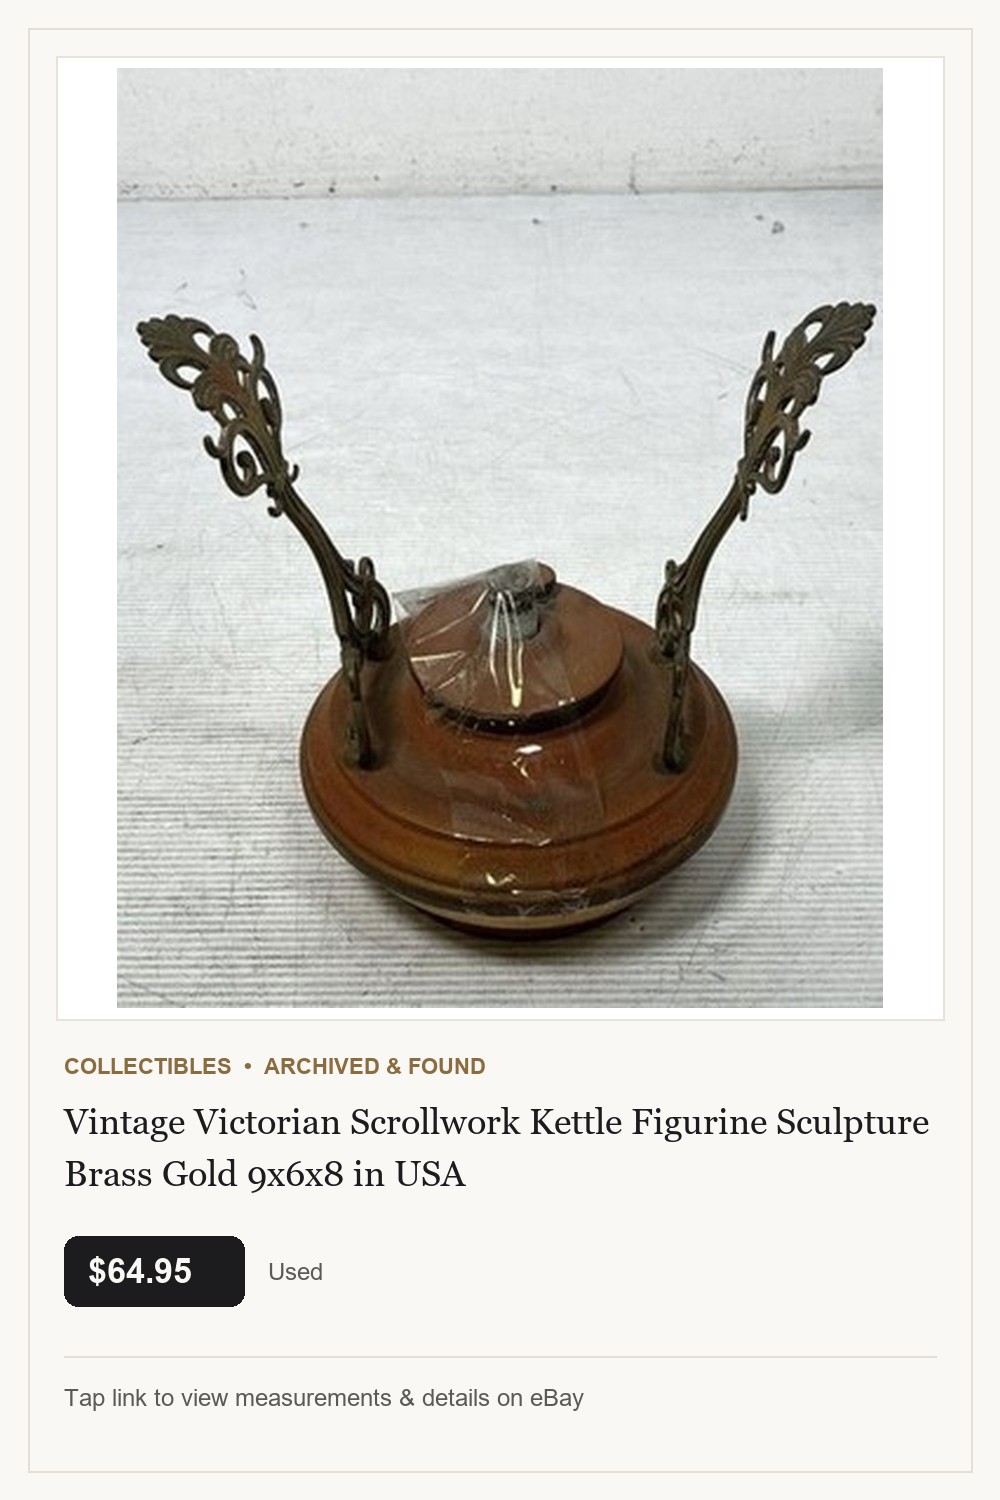 COLLECTIBLES • ARCHIVED & FOUND
Vintage Victorian Scrollwork Kettle Figurine Sculpture
Brass Gold 9x6x8 in USA
$64.95
Used
Tap link to view measurements & details on eBay